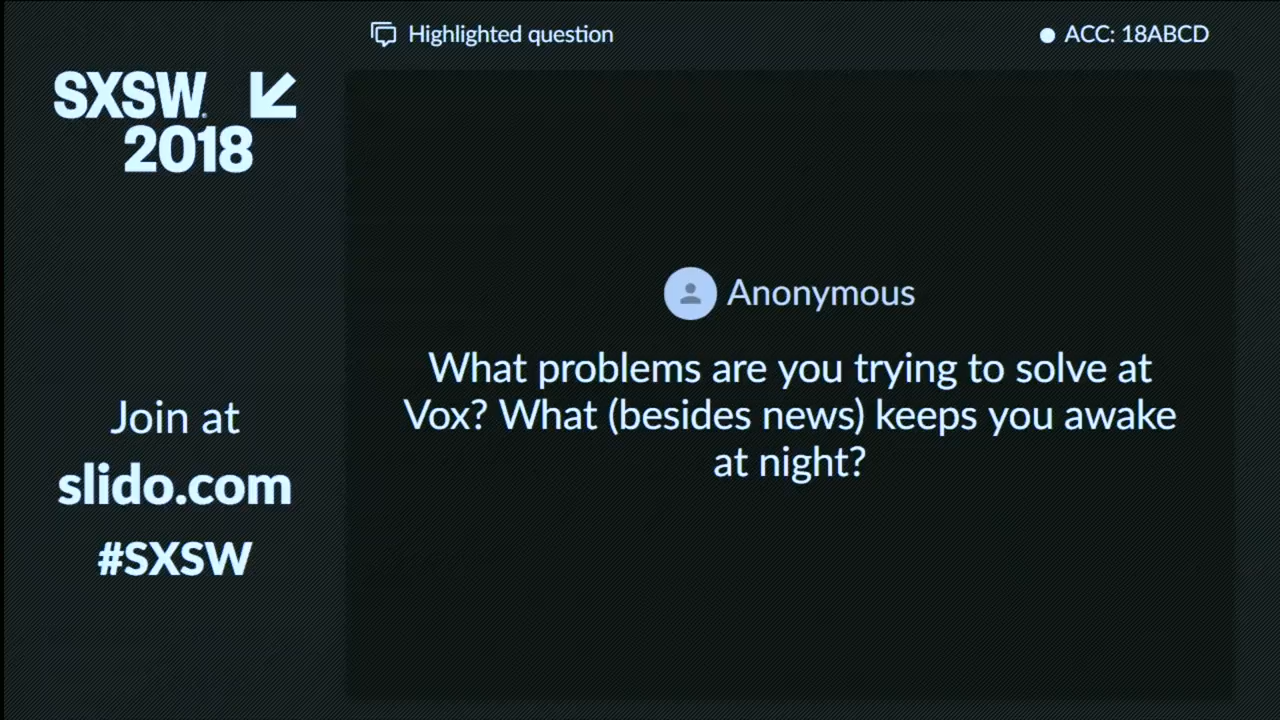 Highlighted question
ACC: 18ABCD
SXSW.
2018
Anonymous
What problems are you trying to solve at
Vox? What (besides news) keeps you awake
at night?
Join at
slido.com
#SXSW